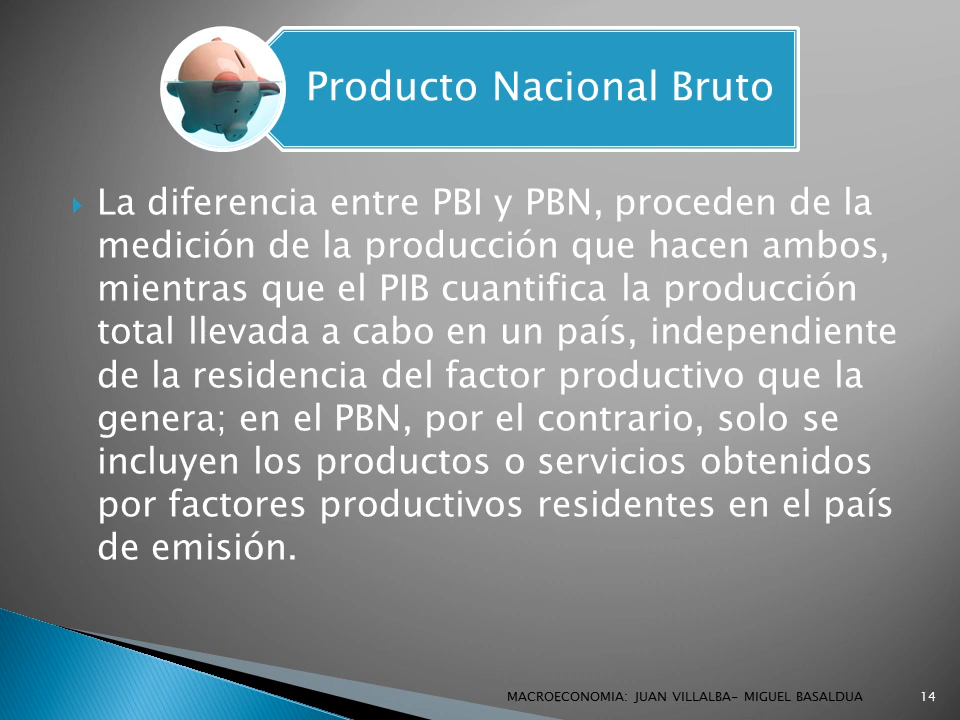 Producto Nacional Bruto
La diferencia entre PBI y PBN, proceden de la
medición de la producción que hacen ambos,
mientras que el PIB cuantifica la producción
total llevada a cabo en un país, independiente
de la residencia del factor productivo que la
genera; en el PBN, por el contrario, solo se
incluyen los productos o servicios obtenidos
por factores productivos residentes en el país
de emisión.
MACROECONOMIA: JUAN VILLALBA- MIGUEL BASALDUA 14